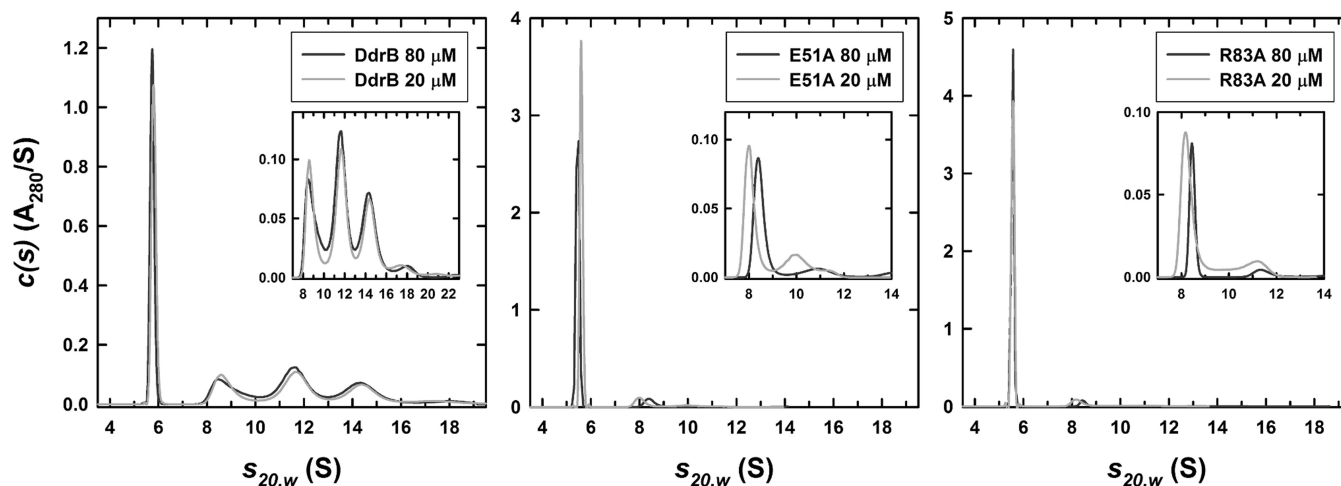 c(s) (A280/S)
1.2
1.0
0.8
0.6
0.4
0.2
0.0
DdrB 80 μM
DdrB 20 μM
0.10
0.05
0.00
8 10 12 14 16 18 20 22
4 6 8 10 12 14 16 18
s20,w (S)
4
3
2
1
0
E51A 80 μM
E51A 20 μM
0.10
0.05
0.00
8 10 12 14
4 6 8 10 12 14 16 18
s20,w (S)
5
4
3
2
1
0
R83A 80 μM
R83A 20 μM
0.10
0.05
0.00
8 10 12 14
4 6 8 10 12 14 16 18
s20,w (S)